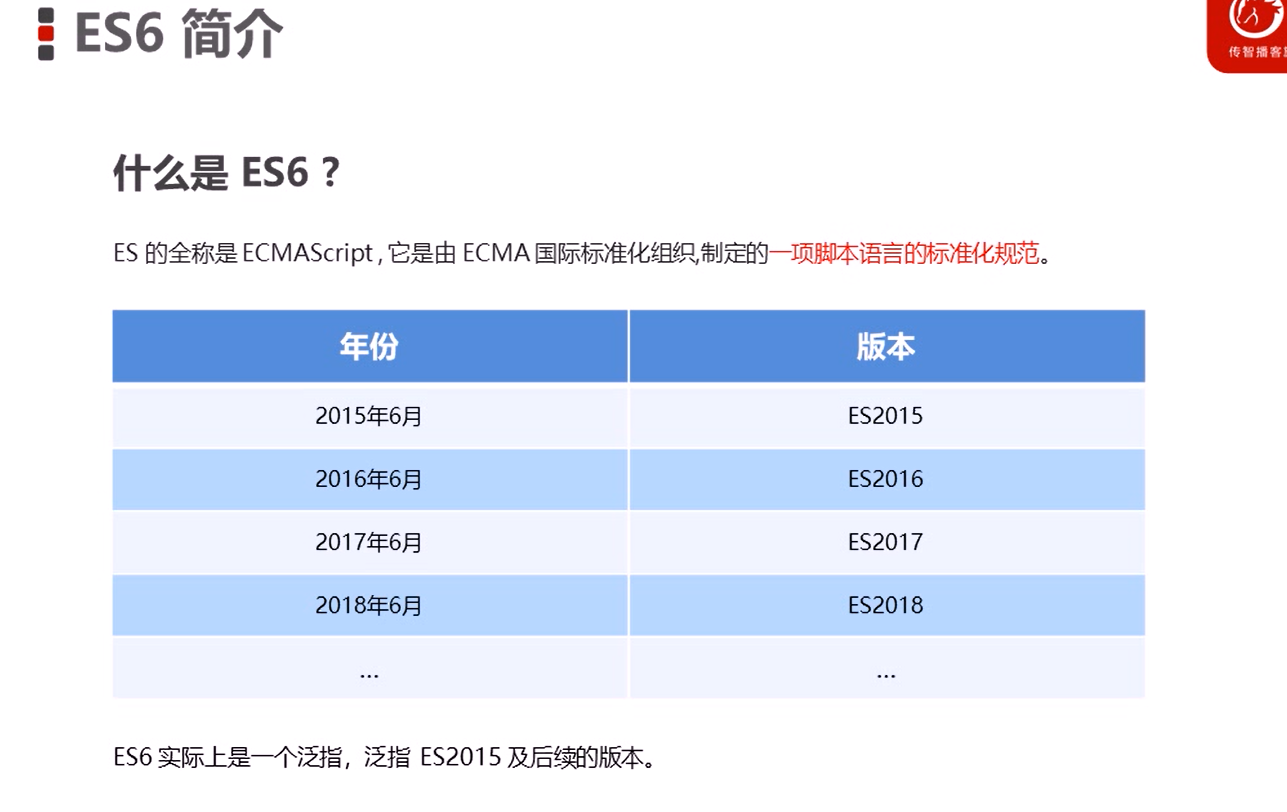 ES6 简介
传智播客
什么是 ES6？
ES 的全称是 ECMAScript , 它是由 ECMA 国际标准化组织,制定的一项脚本语言的标准化规范。
年份 版本
2015年6月 ES2015
2016年6月 ES2016
2017年6月 ES2017
2018年6月 ES2018
... ...
ES6 实际上是一个泛指，泛指 ES2015 及后续的版本。